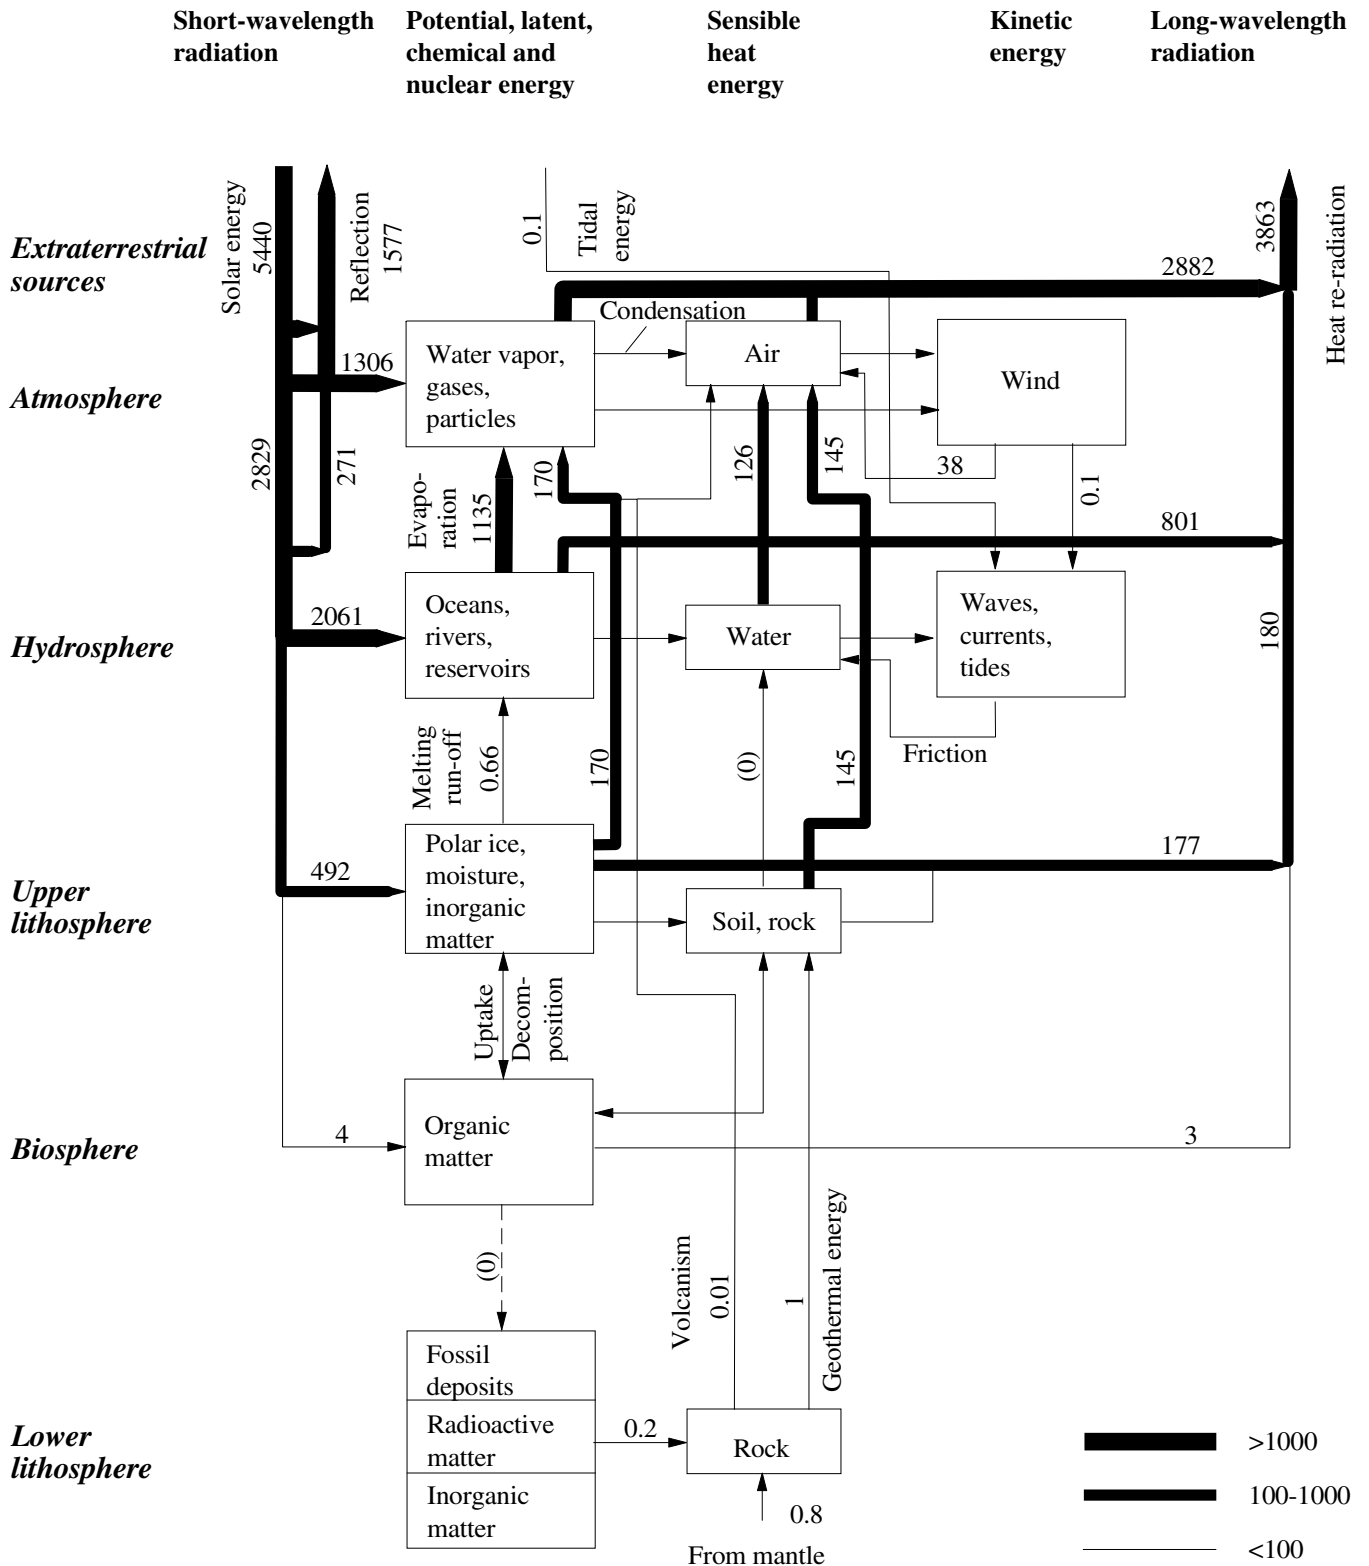 Short-wavelength
radiation
Potential, latent,
chemical and
nuclear energy
Sensible
heat
energy
Kinetic
energy
Long-wavelength
radiation
Extraterrestrial
sources
Solar energy
5440
Reflection
1577
0.1
Tidal
energy
2882
3863
Heat re-radiation
Condensation
Atmosphere
1306
Water vapor,
gases,
particles
Air
Wind
2829
271
Evapo-
ration
1135
170
126
145
38
0.1
801
Hydrosphere
2061
Oceans,
rivers,
reservoirs
Water
Waves,
currents,
tides
180
Melting
run-off
0.66
170
(0)
145
Friction
Upper
lithosphere
492
Polar ice,
moisture,
inorganic
matter
Soil, rock
177
Uptake
Decom-
position
Biosphere
4
Organic
matter
3
(0)
Volcanism
0.01
1
Geothermal energy
Lower
lithosphere
Fossil
deposits
Radioactive
matter
Inorganic
matter
0.2
Rock
0.8
From mantle
>1000
100-1000
<100